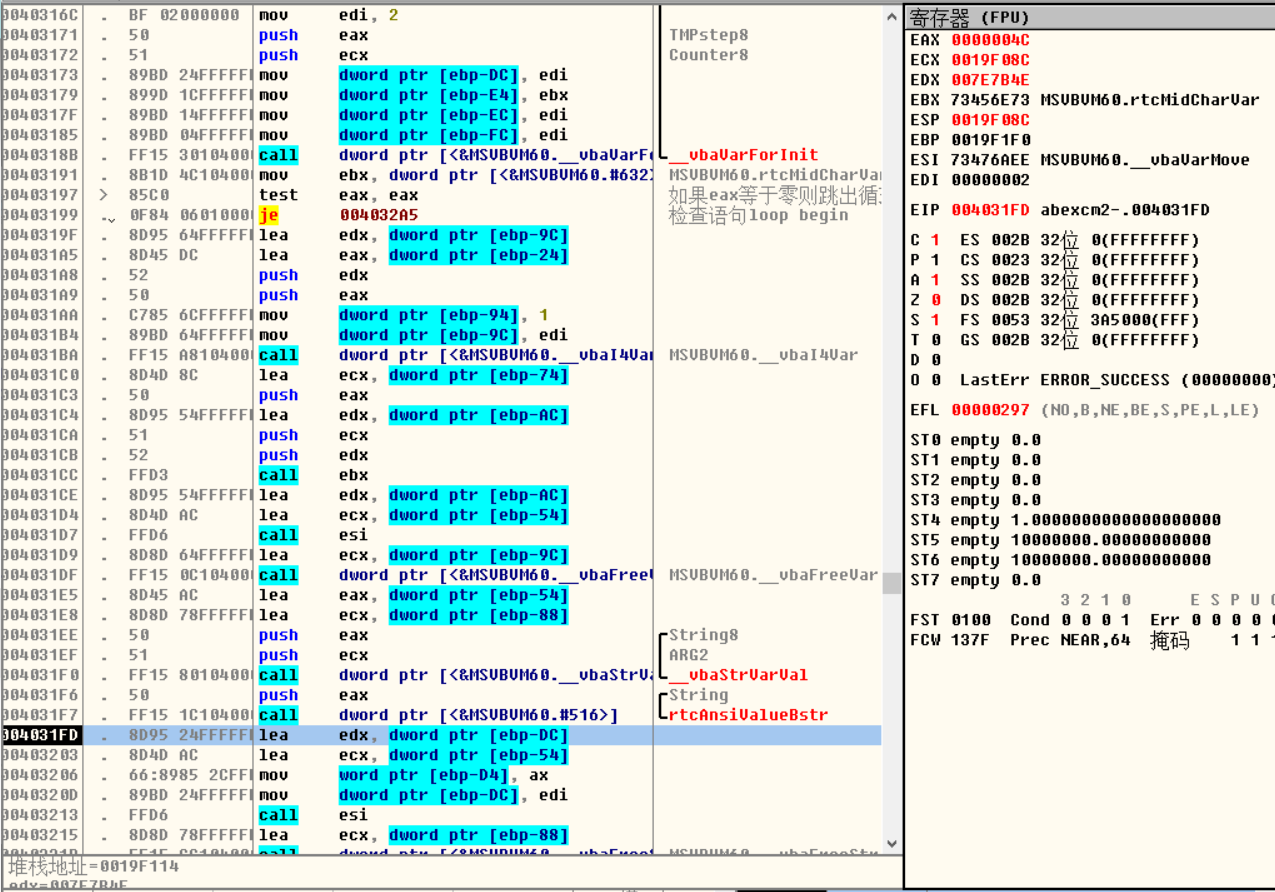 0040316C . BF 02000000 mov edi, 2
00403171 . 50 push eax TMPstep8
00403172 . 51 push ecx Counter8
00403173 . 89BD 24FFFFFF mov dword ptr [ebp-DC], edi
00403179 . 899D 1CFFFFFF mov dword ptr [ebp-E4], ebx
0040317F . 89BD 14FFFFFF mov dword ptr [ebp-EC], edi
00403185 . 89BD 04FFFFFF mov dword ptr [ebp-FC], edi
0040318B . FF15 30104000 call dword ptr [<&MSVBVM60.__vbaVarFo __vbaVarForInit
00403191 . 8B1D 4C104000 mov ebx, dword ptr [<&MSVBVM60.#632> MSVBVM60.rtcMidCharVar
00403197 > 85C0 test eax, eax 如果eax等于零则跳出循环
00403199 .⌄ 0F84 06010000 je 004032A5 检查语句loop begin
0040319F . 8D95 64FFFFFF lea edx, dword ptr [ebp-9C]
004031A5 . 8D45 DC lea eax, dword ptr [ebp-24]
004031A8 . 52 push edx
004031A9 . 50 push eax
004031AA . C785 6CFFFFFF mov dword ptr [ebp-94], 1
004031B4 . 89BD 64FFFFFF mov dword ptr [ebp-9C], edi
004031BA . FF15 A8104000 call dword ptr [<&MSVBVM60.__vbaI4Var MSVBVM60.__vbaI4Var
004031C0 . 8D4D 8C lea ecx, dword ptr [ebp-74]
004031C3 . 50 push eax
004031C4 . 8D95 54FFFFFF lea edx, dword ptr [ebp-AC]
004031CA . 51 push ecx
004031CB . 52 push edx
004031CC . FFD3 call ebx
004031CE . 8D95 54FFFFFF lea edx, dword ptr [ebp-AC]
004031D4 . 8D4D AC lea ecx, dword ptr [ebp-54]
004031D7 . FFD6 call esi
004031D9 . 8D8D 64FFFFFF lea ecx, dword ptr [ebp-9C]
004031DF . FF15 0C104000 call dword ptr [<&MSVBVM60.__vbaFreeV MSVBVM60.__vbaFreeVar
004031E5 . 8D45 AC lea eax, dword ptr [ebp-54]
004031E8 . 8D8D 78FFFFFF lea ecx, dword ptr [ebp-88]
004031EE . 50 push eax String8
004031EF . 51 push ecx ARG2
004031F0 . FF15 80104000 call dword ptr [<&MSVBVM60.__vbaStrVa __vbaStrVarVal
004031F6 . 50 push eax String
004031F7 . FF15 1C104000 call dword ptr [<&MSVBVM60.#516>] rtcAnsiValueBstr
004031FD . 8D95 24FFFFFF lea edx, dword ptr [ebp-DC]
00403203 . 8D4D AC lea ecx, dword ptr [ebp-54]
00403206 . 66:8985 2CFF mov word ptr [ebp-D4], ax
0040320D . 89BD 24FFFFFF mov dword ptr [ebp-DC], edi
00403213 . FFD6 call esi
00403215 . 8D8D 78FFFFFF lea ecx, dword ptr [ebp-88]
堆栈地址=0019F114
edx=007E7B4E
寄存器 (FPU)
EAX 0000004C
ECX 0019F08C
EDX 007E7B4E
EBX 73456E73 MSVBVM60.rtcMidCharVar
ESP 0019F08C
EBP 0019F1F0
ESI 73476AEE MSVBVM60.__vbaVarMove
EDI 00000002
EIP 004031FD abexcm2-.004031FD
C 1 ES 002B 32位 0(FFFFFFFF)
P 1 CS 0023 32位 0(FFFFFFFF)
A 1 SS 002B 32位 0(FFFFFFFF)
Z 0 DS 002B 32位 0(FFFFFFFF)
S 1 FS 0053 32位 3A5000(FFF)
T 0 GS 002B 32位 0(FFFFFFFF)
D 0
O 0 LastErr ERROR_SUCCESS (00000000)
EFL 00000297 (NO,B,NE,BE,S,PE,L,LE)
ST0 empty 0.0
ST1 empty 0.0
ST2 empty 0.0
ST3 empty 0.0
ST4 empty 1.0000000000000000000
ST5 empty 10000000.00000000000
ST6 empty 10000000.00000000000
ST7 empty 0.0
3 2 1 0 E S P U O
FST 0100 Cond 0 0 0 1 Err 0 0 0 0 0
FCW 137F Prec NEAR,64 掩码 1 1 1